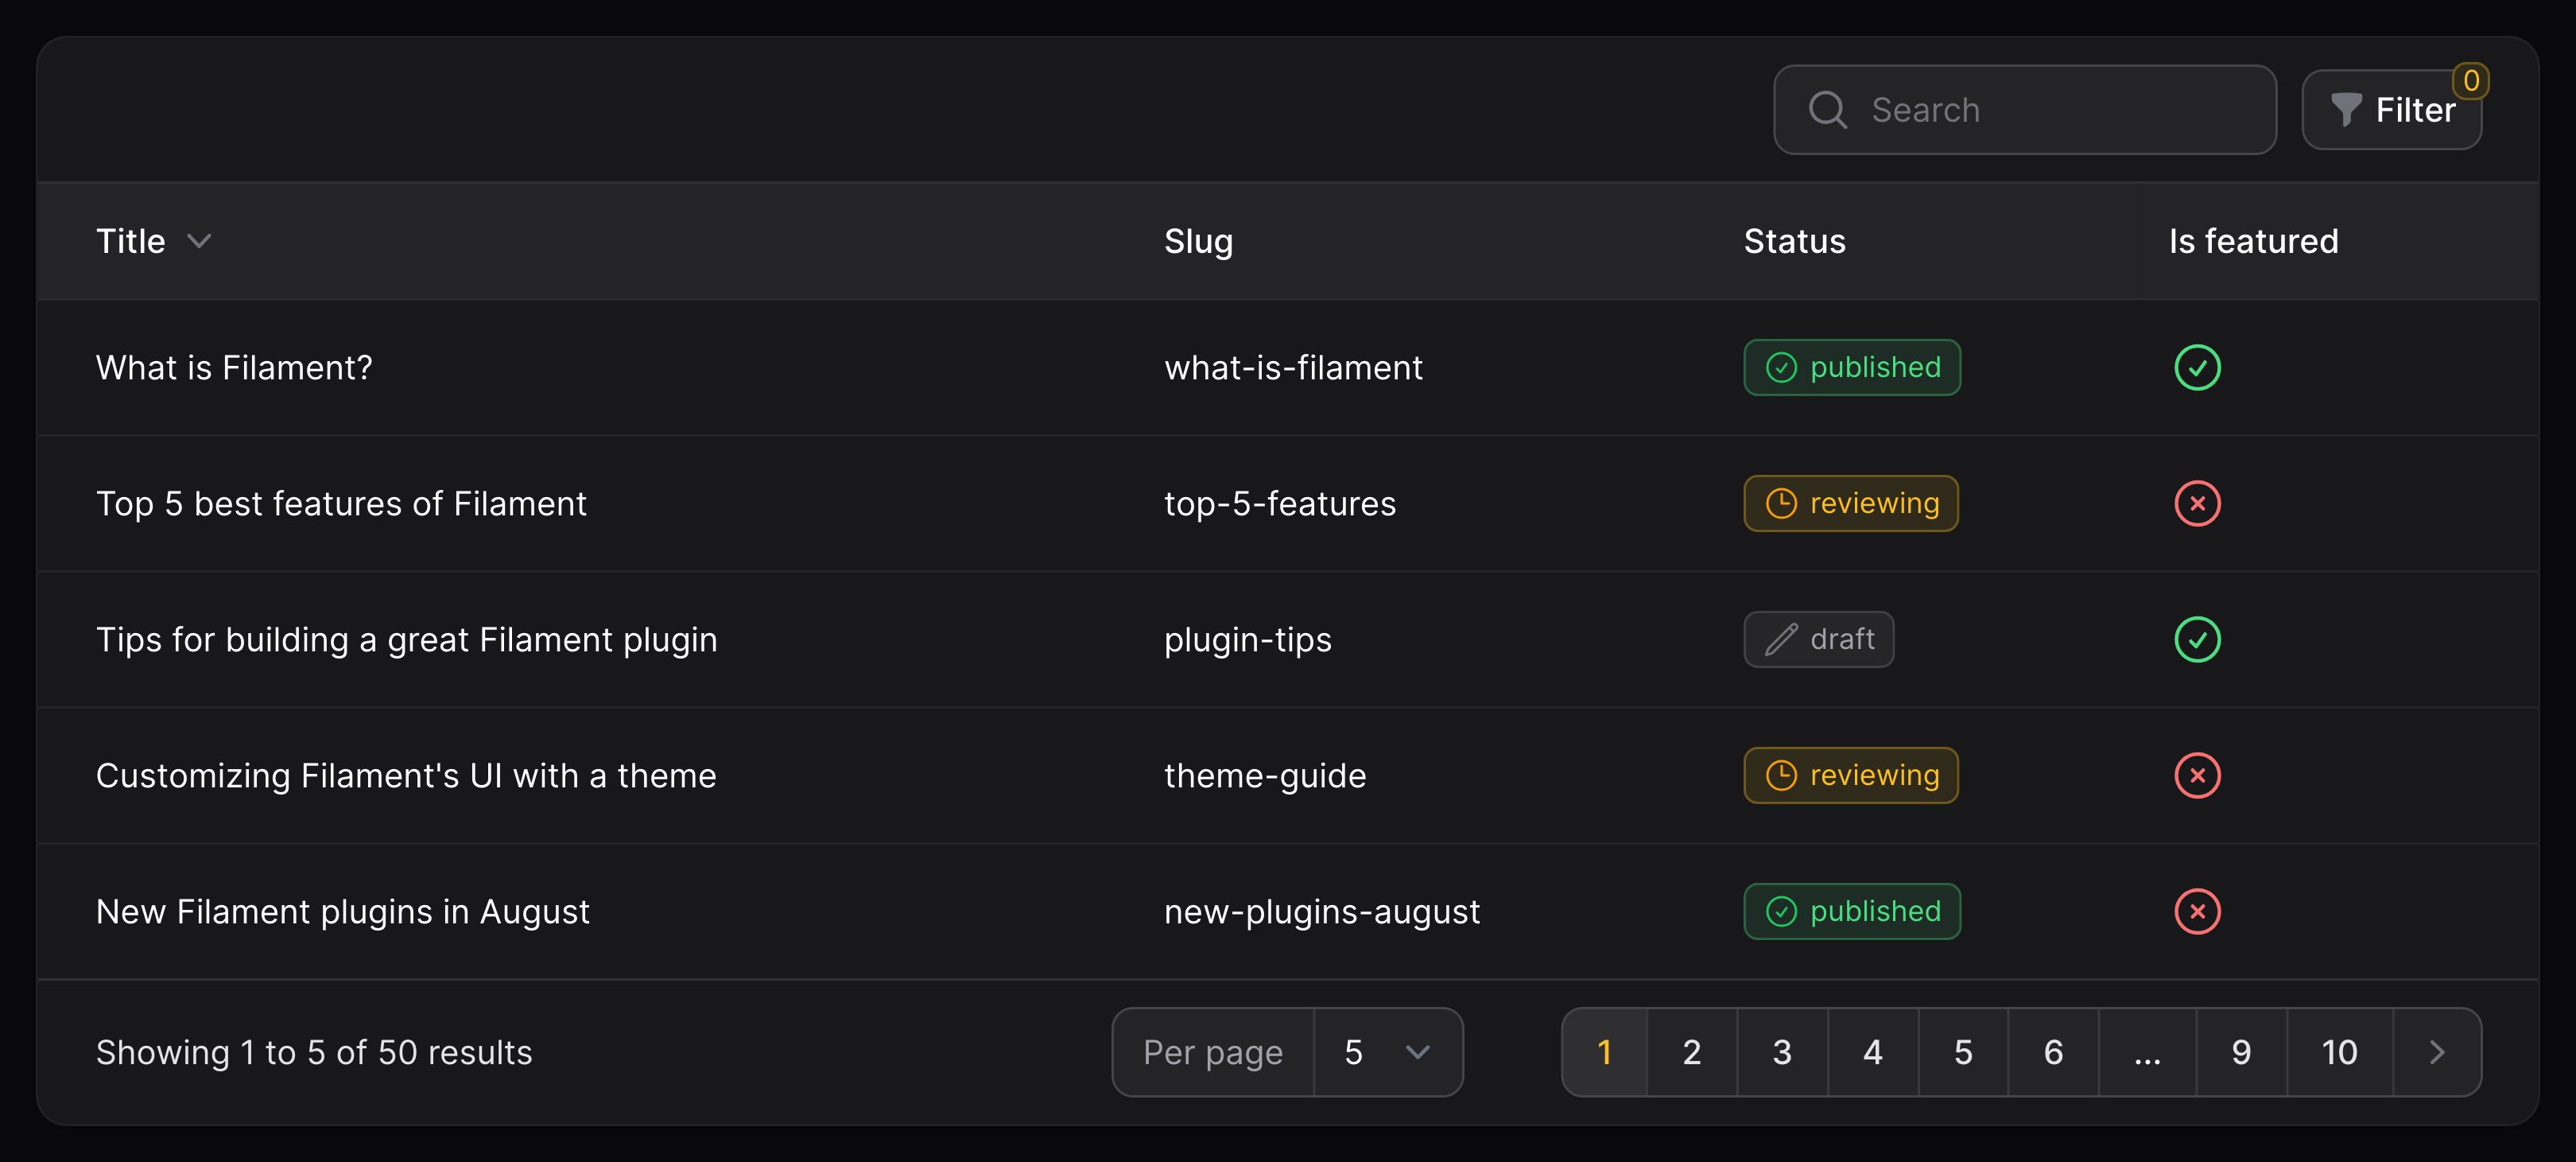 Search
Filter 0
Title Slug Status Is featured
What is Filament? what-is-filament published
Top 5 best features of Filament top-5-features reviewing
Tips for building a great Filament plugin plugin-tips draft
Customizing Filament's UI with a theme theme-guide reviewing
New Filament plugins in August new-plugins-august published
Showing 1 to 5 of 50 results Per page 5 1 2 3 4 5 6 ... 9 10